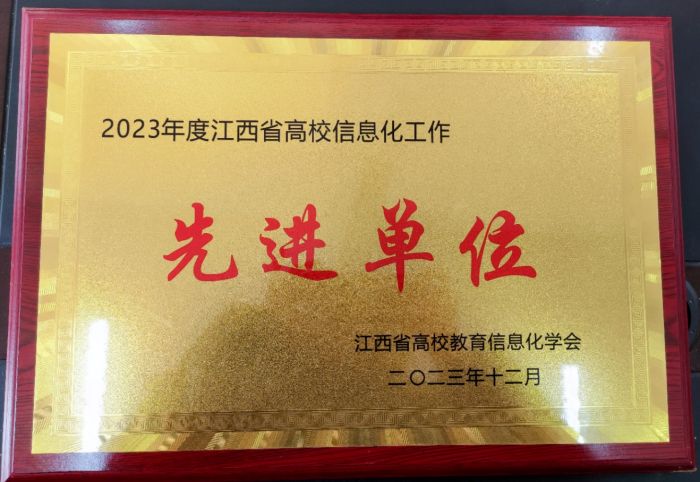 2023年度江西省高校信息化工作
先进单位
江西省高校教育信息化学会
二〇二三年十二月